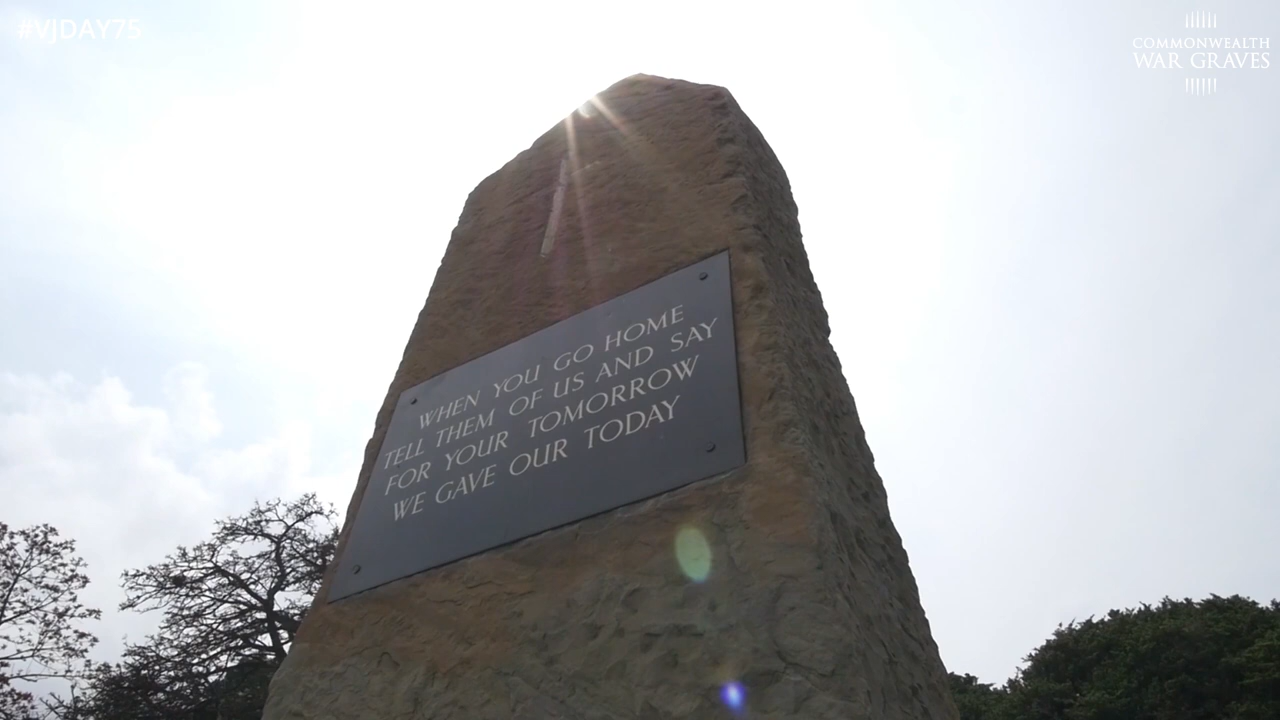 #VJDAY75
COMMONWEALTH
WAR GRAVES
WHEN YOU GO HOME
TELL THEM OF US AND SAY
FOR YOUR TOMORROW
WE GAVE OUR TODAY